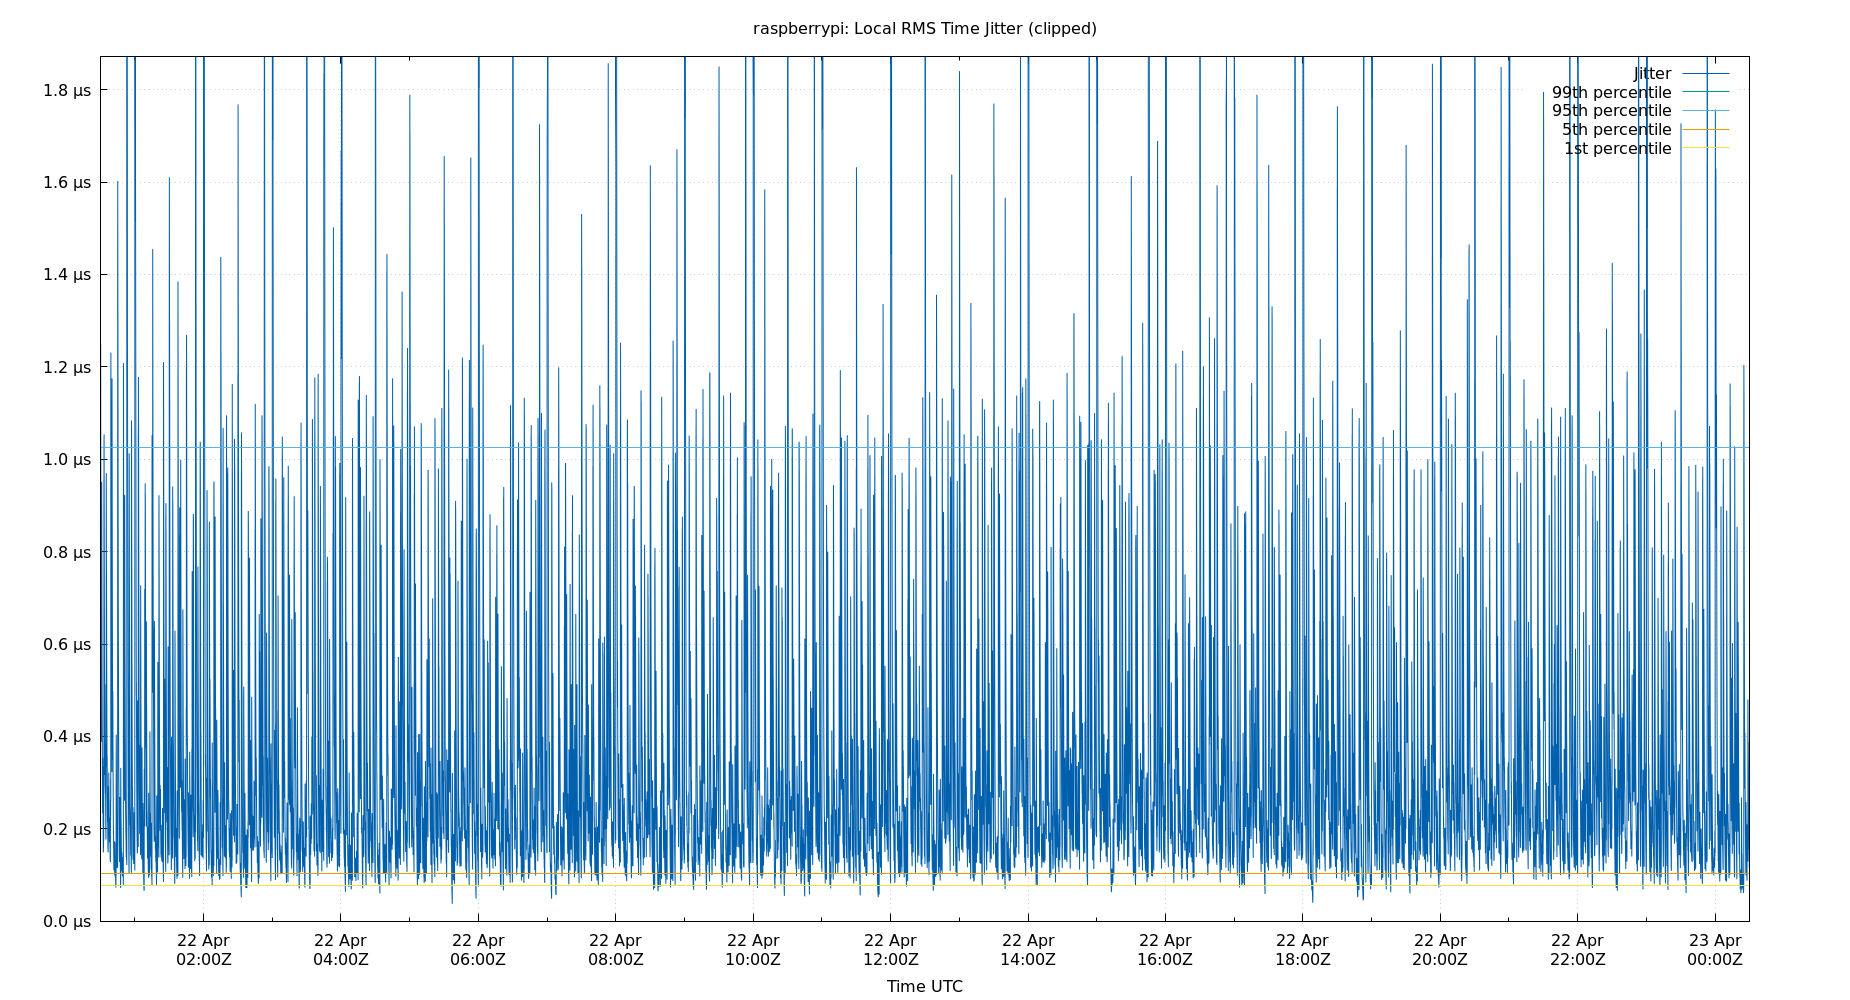 raspberrypi: Local RMS Time Jitter (clipped)
Jitter
99th percentile
95th percentile
5th percentile
1st percentile
1.8 µs
1.6 µs
1.4 µs
1.2 µs
1.0 µs
0.8 µs
0.6 µs
0.4 µs
0.2 µs
0.0 µs
22 Apr 22 Apr 22 Apr 22 Apr 22 Apr 22 Apr 22 Apr 22 Apr 22 Apr 22 Apr 22 Apr 23 Apr
02:00Z 04:00Z 06:00Z 08:00Z 10:00Z 12:00Z 14:00Z 16:00Z 18:00Z 20:00Z 22:00Z 00:00Z
Time UTC